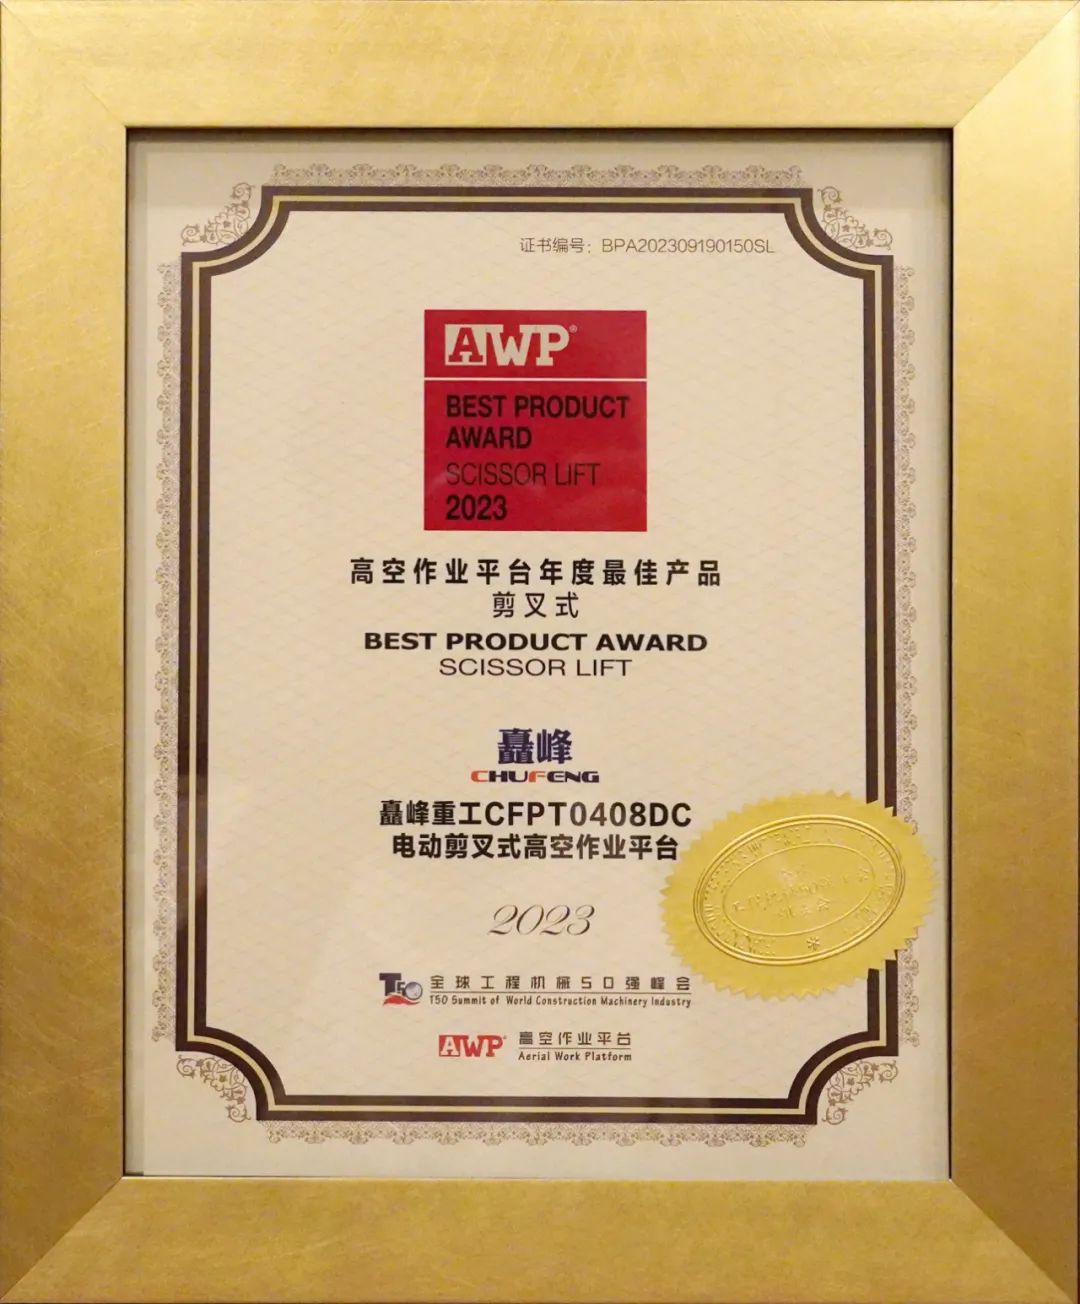 证书编号：BPA202309190150SL
AWP®
BEST PRODUCT
AWARD
SCISSOR LIFT
2023
高空作业平台年度最佳产品
剪叉式
BEST PRODUCT AWARD
SCISSOR LIFT
矗峰
CHUFENG
矗峰重工CFPT0408DC
电动剪叉式高空作业平台
2023
T50 全球工程机械50强峰会
T50 Summit of World Construction Machinery Industry
AWP® 高空作业平台
Aerial Work Platform